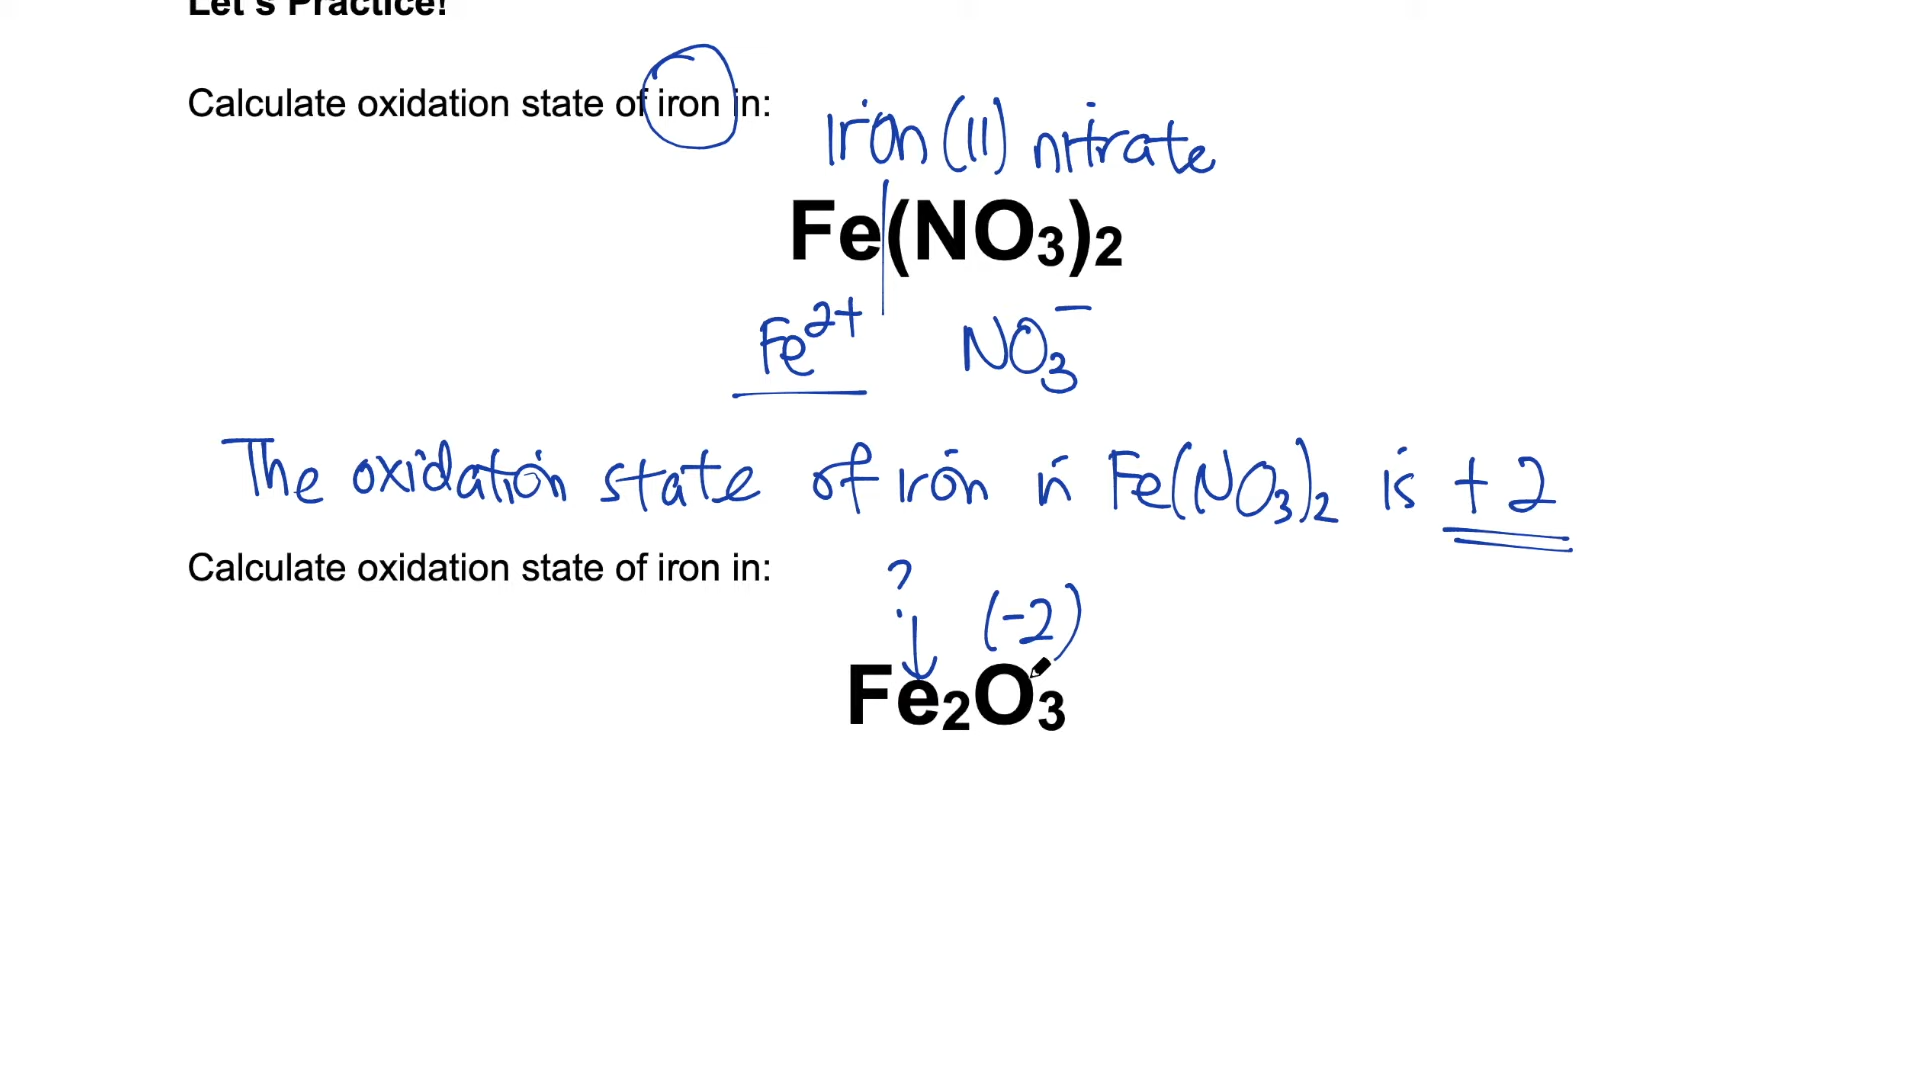 Let's Practice!
Calculate oxidation state of iron in:
Iron (II) nitrate
Fe(NO₃)₂
Fe²⁺ NO₃⁻
The oxidation state of iron in Fe(NO₃)₂ is +2
Calculate oxidation state of iron in:
? (-2)
Fe₂O₃